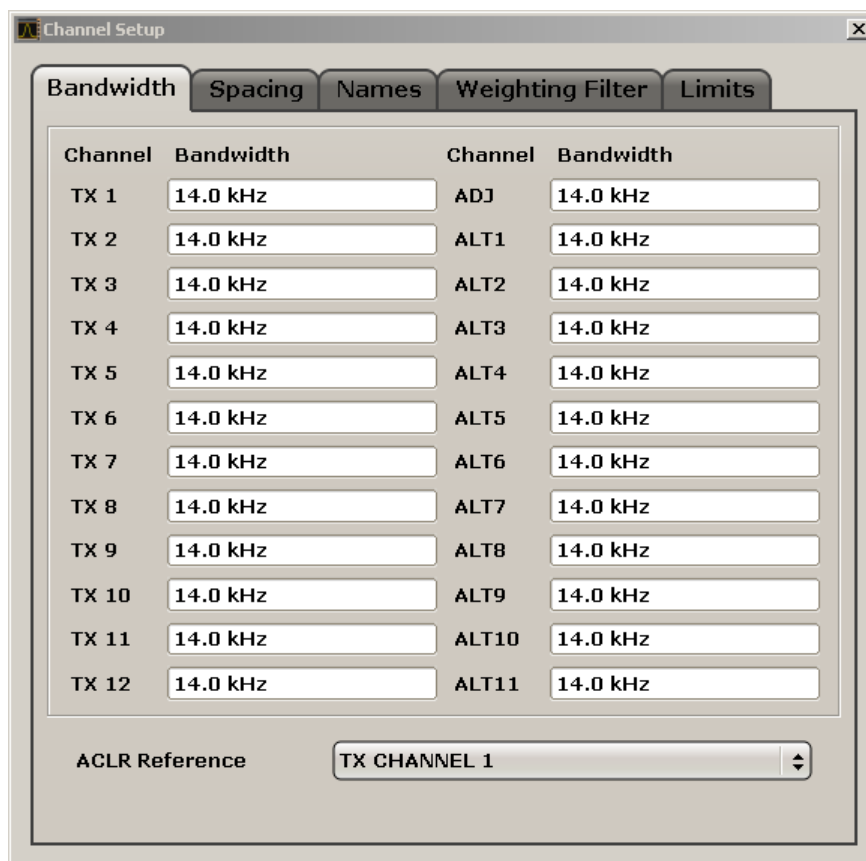 Channel Setup
Bandwidth Spacing Names Weighting Filter Limits
Channel Bandwidth Channel Bandwidth
TX 1 14.0 kHz ADJ 14.0 kHz
TX 2 14.0 kHz ALT1 14.0 kHz
TX 3 14.0 kHz ALT2 14.0 kHz
TX 4 14.0 kHz ALT3 14.0 kHz
TX 5 14.0 kHz ALT4 14.0 kHz
TX 6 14.0 kHz ALT5 14.0 kHz
TX 7 14.0 kHz ALT6 14.0 kHz
TX 8 14.0 kHz ALT7 14.0 kHz
TX 9 14.0 kHz ALT8 14.0 kHz
TX 10 14.0 kHz ALT9 14.0 kHz
TX 11 14.0 kHz ALT10 14.0 kHz
TX 12 14.0 kHz ALT11 14.0 kHz
ACLR Reference TX CHANNEL 1